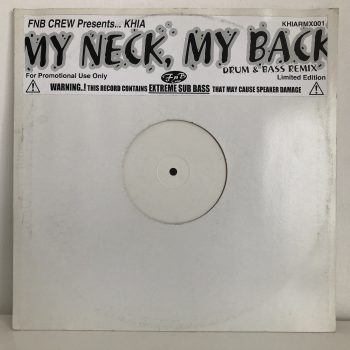 FNB CREW Presents... KHIA
KHIARMX001
MY NECK, MY BACK
DRUM & BASS REMIX
For Promotional Use Only
FnB
Limited Edition
! WARNING..! THIS RECORD CONTAINS EXTREME SUB BASS THAT MAY CAUSE SPEAKER DAMAGE !